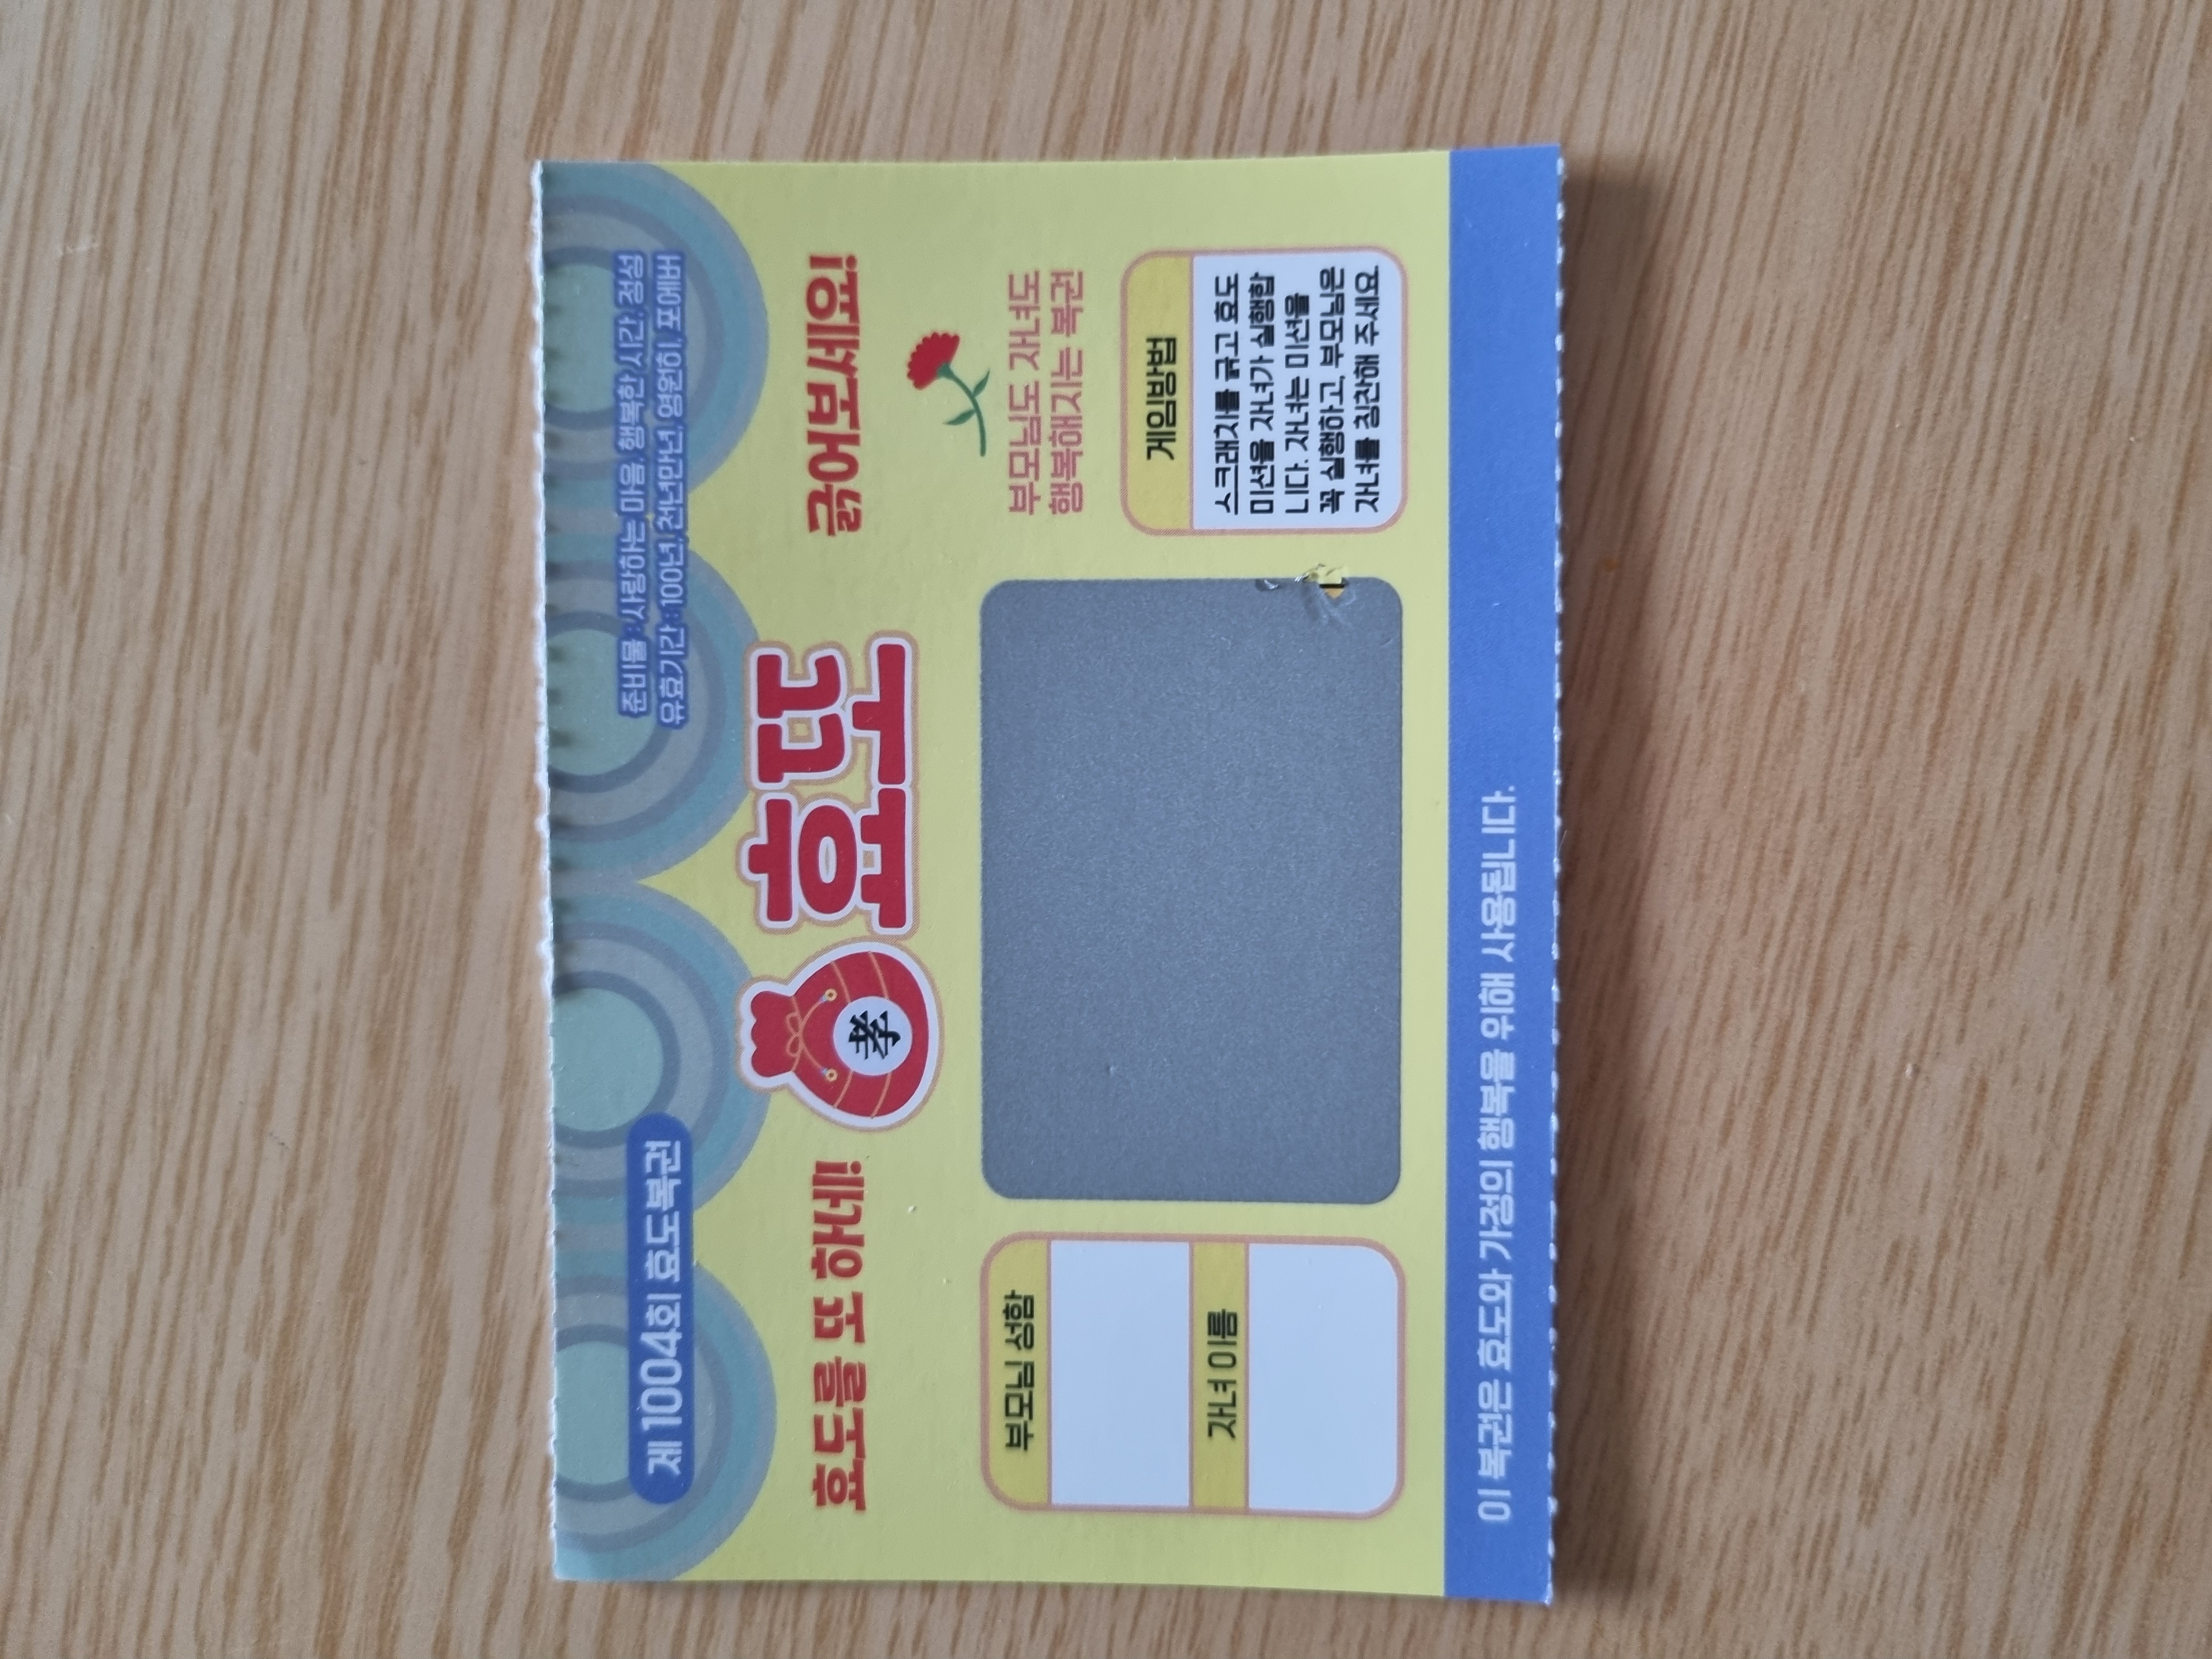 제 1004회 효도복권
준비물 : 사랑하는 마음, 행복한 시간, 정성
유효기간 : 100년, 천년만년, 영원히, 포에버
효도를 또 하네!
孝
효또
긁어보세요!
부모님 성함
자녀 이름
부모님도 자녀도
행복해지는 복권
게임방법
스크래치를 긁고 효도
미션을 자녀가 실행합
니다. 자녀는 미션을
꼭 실행하고, 부모님은
자녀를 칭찬해 주세요.
이 복권은 효도와 가정의 행복을 위해 사용됩니다.